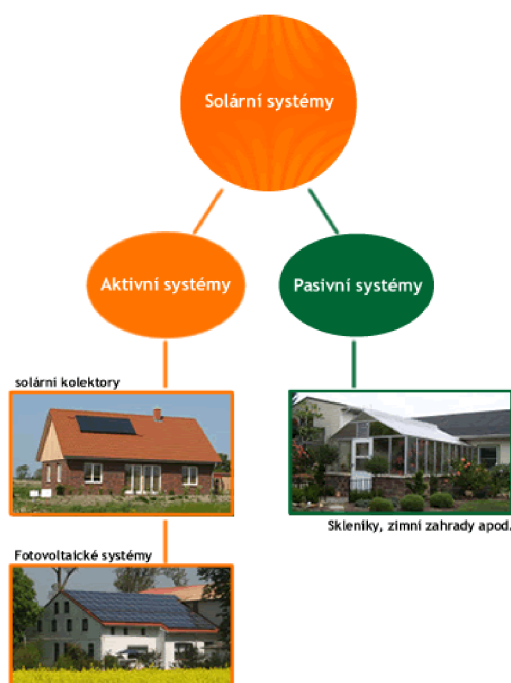 Solární systémy
Aktivní systémy
Pasivní systémy
solární kolektory
Skleníky, zimní zahrady apod.
Fotovoltaické systémy